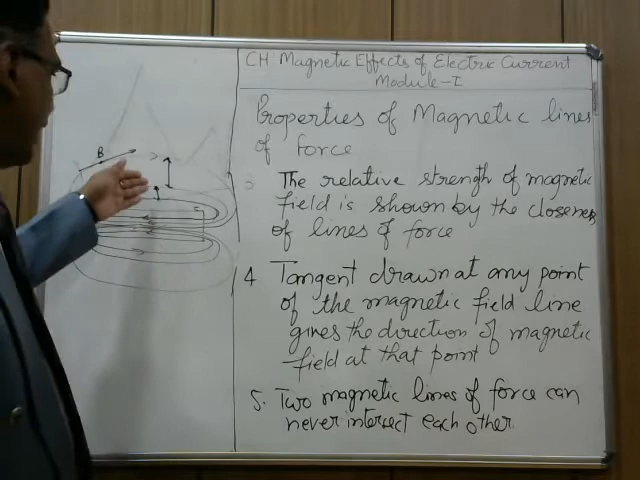 CH Magnetic Effects of Electric Current
Module-I
Properties of Magnetic lines
of force
The relative strength of magnetic
field is shown by the closenes
of lines of force
4 Tangent drawn at any point
of the magnetic field line
gives the direction of magnetic
field at that point
5. Two magnetic lines of force can
never intersect each other.
B